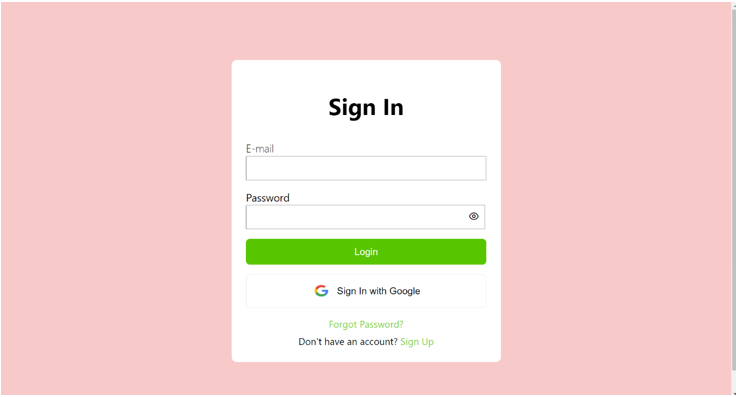 Sign In
E-mail
Password
Login
Sign In with Google
Forgot Password?
Don't have an account? Sign Up